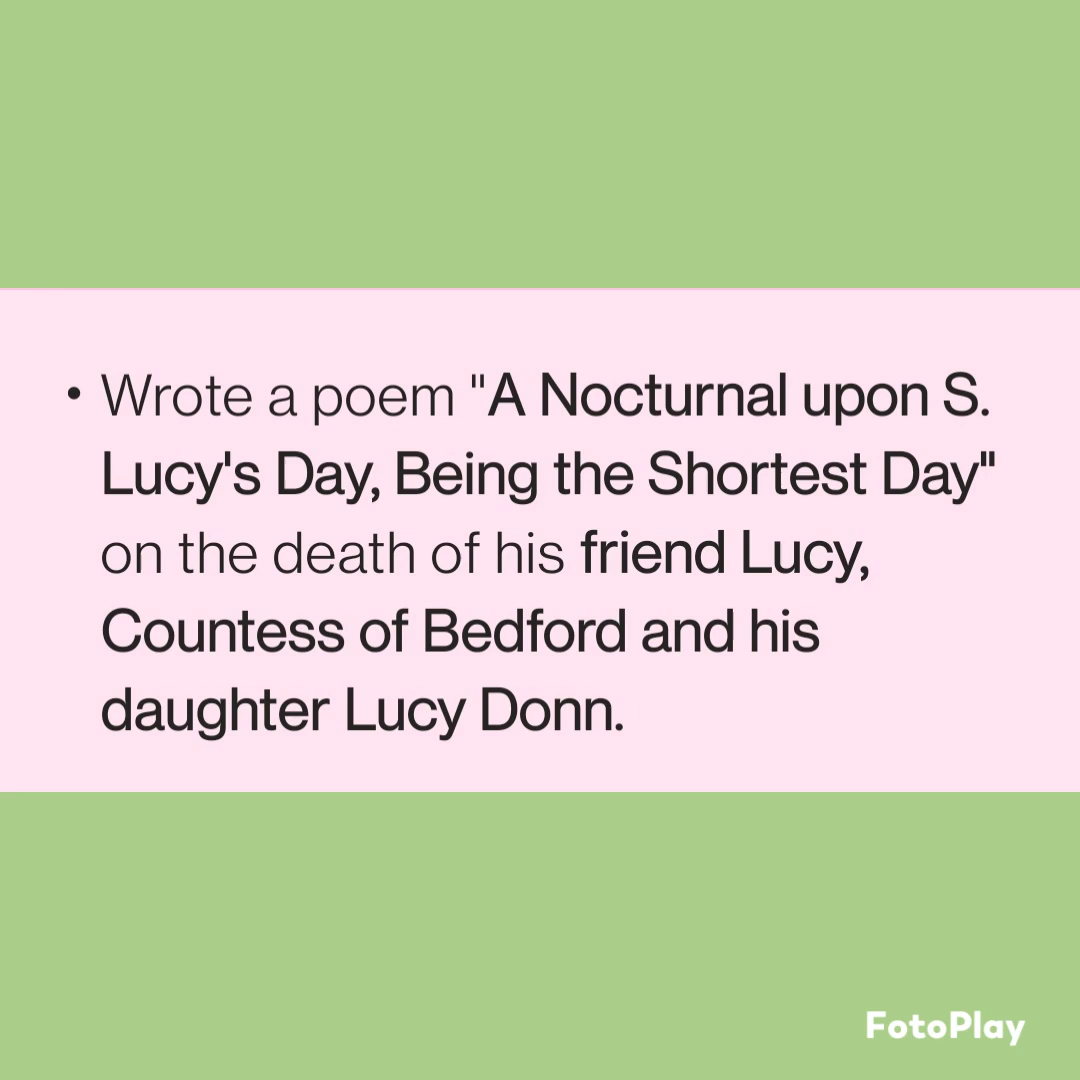 • Wrote a poem "A Nocturnal upon S.
Lucy's Day, Being the Shortest Day"
on the death of his friend Lucy,
Countess of Bedford and his
daughter Lucy Donn.
FotoPlay